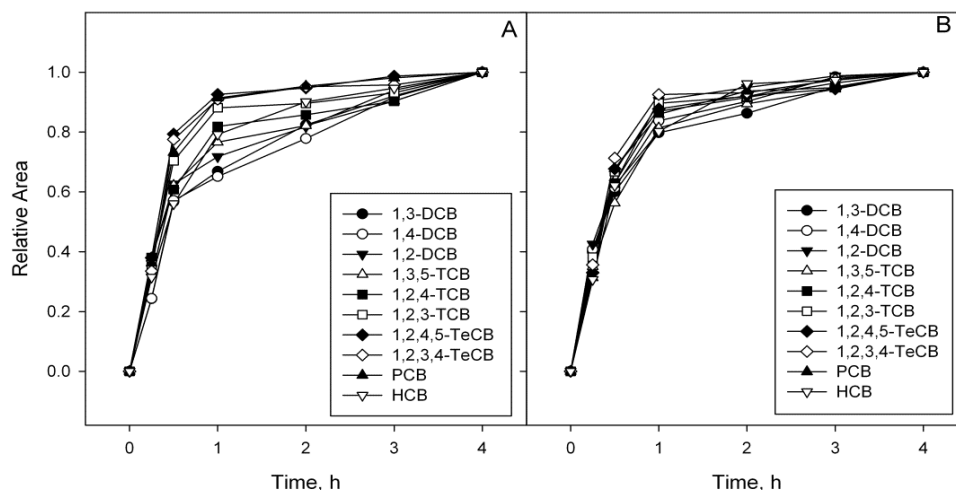 A
B
Relative Area
1.0
0.8
0.6
0.4
0.2
0.0
1,3-DCB
1,4-DCB
1,2-DCB
1,3,5-TCB
1,2,4-TCB
1,2,3-TCB
1,2,4,5-TeCB
1,2,3,4-TeCB
PCB
HCB
1,3-DCB
1,4-DCB
1,2-DCB
1,3,5-TCB
1,2,4-TCB
1,2,3-TCB
1,2,4,5-TeCB
1,2,3,4-TeCB
PCB
HCB
0 1 2 3 4
0 1 2 3 4
Time, h
Time, h